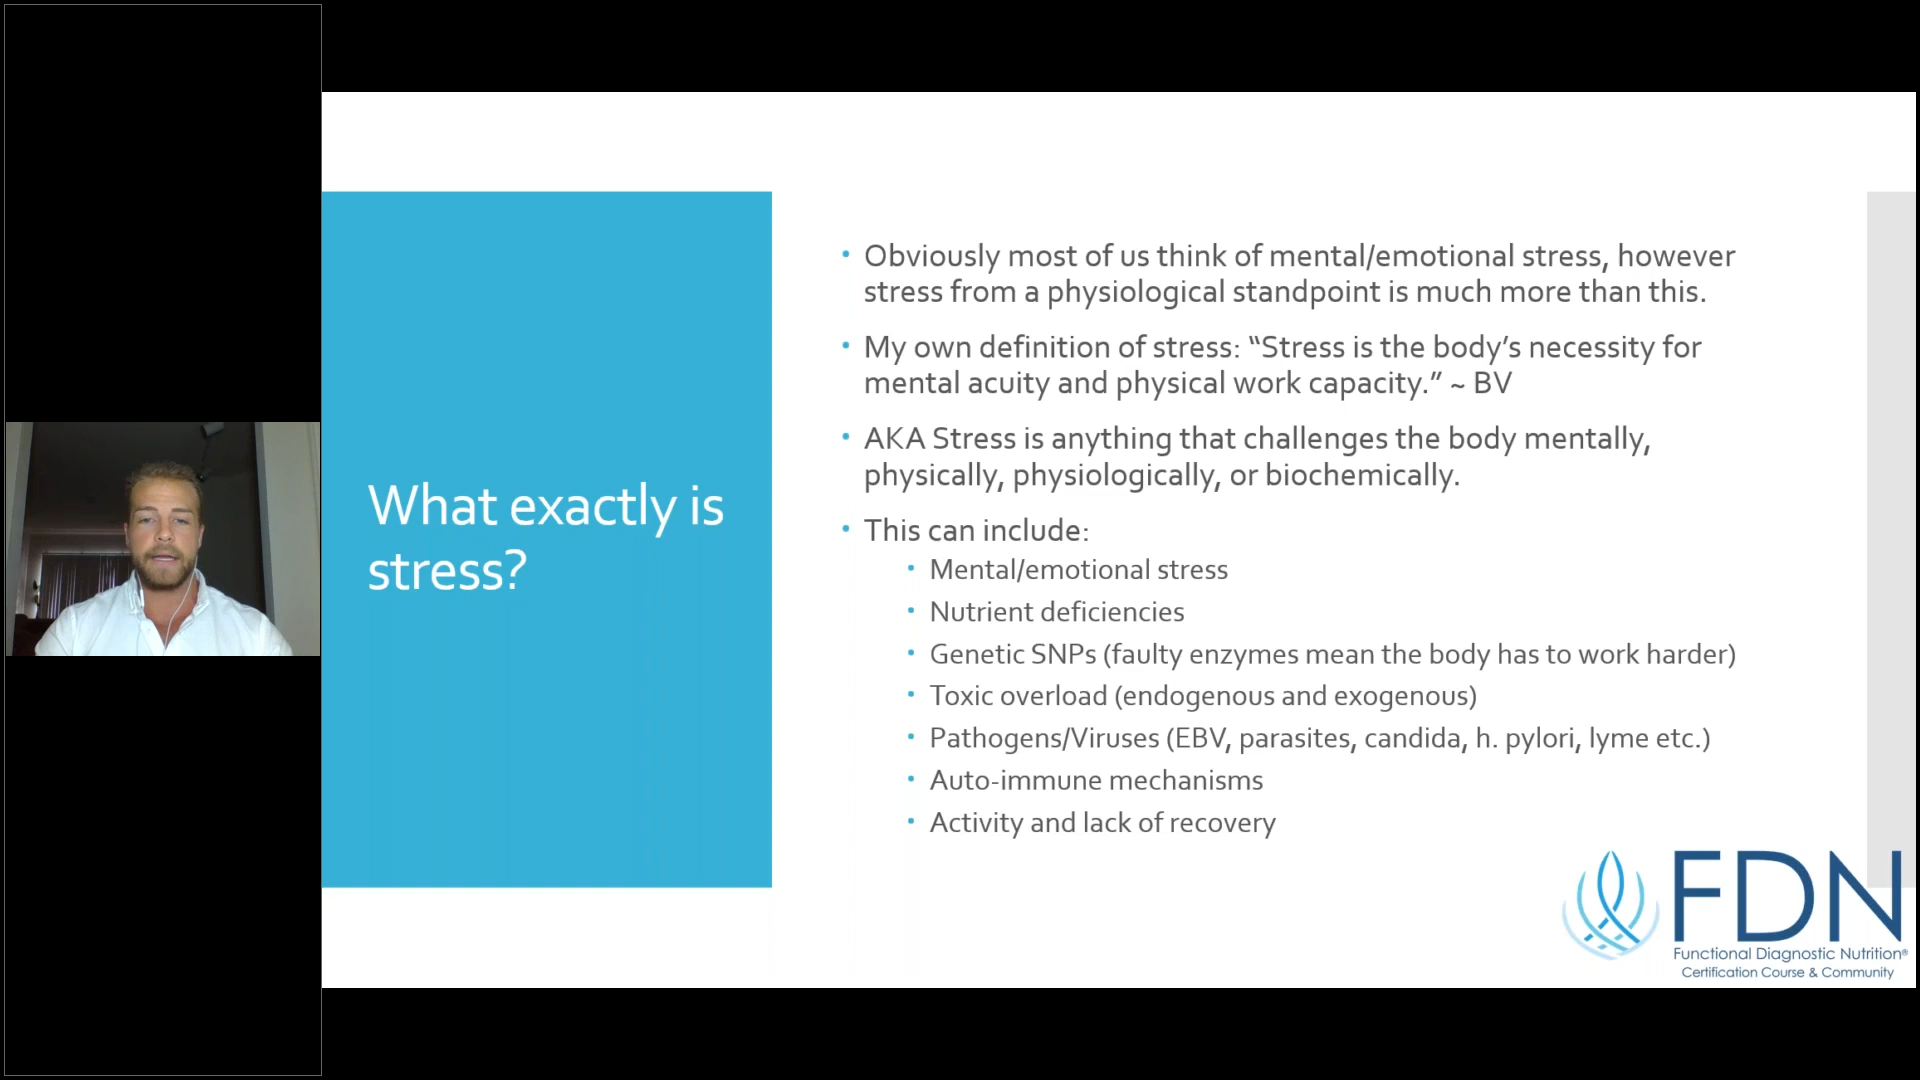 What exactly is
stress?
Obviously most of us think of mental/emotional stress, however
stress from a physiological standpoint is much more than this.
My own definition of stress: “Stress is the body’s necessity for
mental acuity and physical work capacity.” ~ BV
AKA Stress is anything that challenges the body mentally,
physically, physiologically, or biochemically.
This can include:
Mental/emotional stress
Nutrient deficiencies
Genetic SNPs (faulty enzymes mean the body has to work harder)
Toxic overload (endogenous and exogenous)
Pathogens/Viruses (EBV, parasites, candida, h. pylori, lyme etc.)
Auto-immune mechanisms
Activity and lack of recovery
FDN
Functional Diagnostic Nutrition®
Certification Course & Community